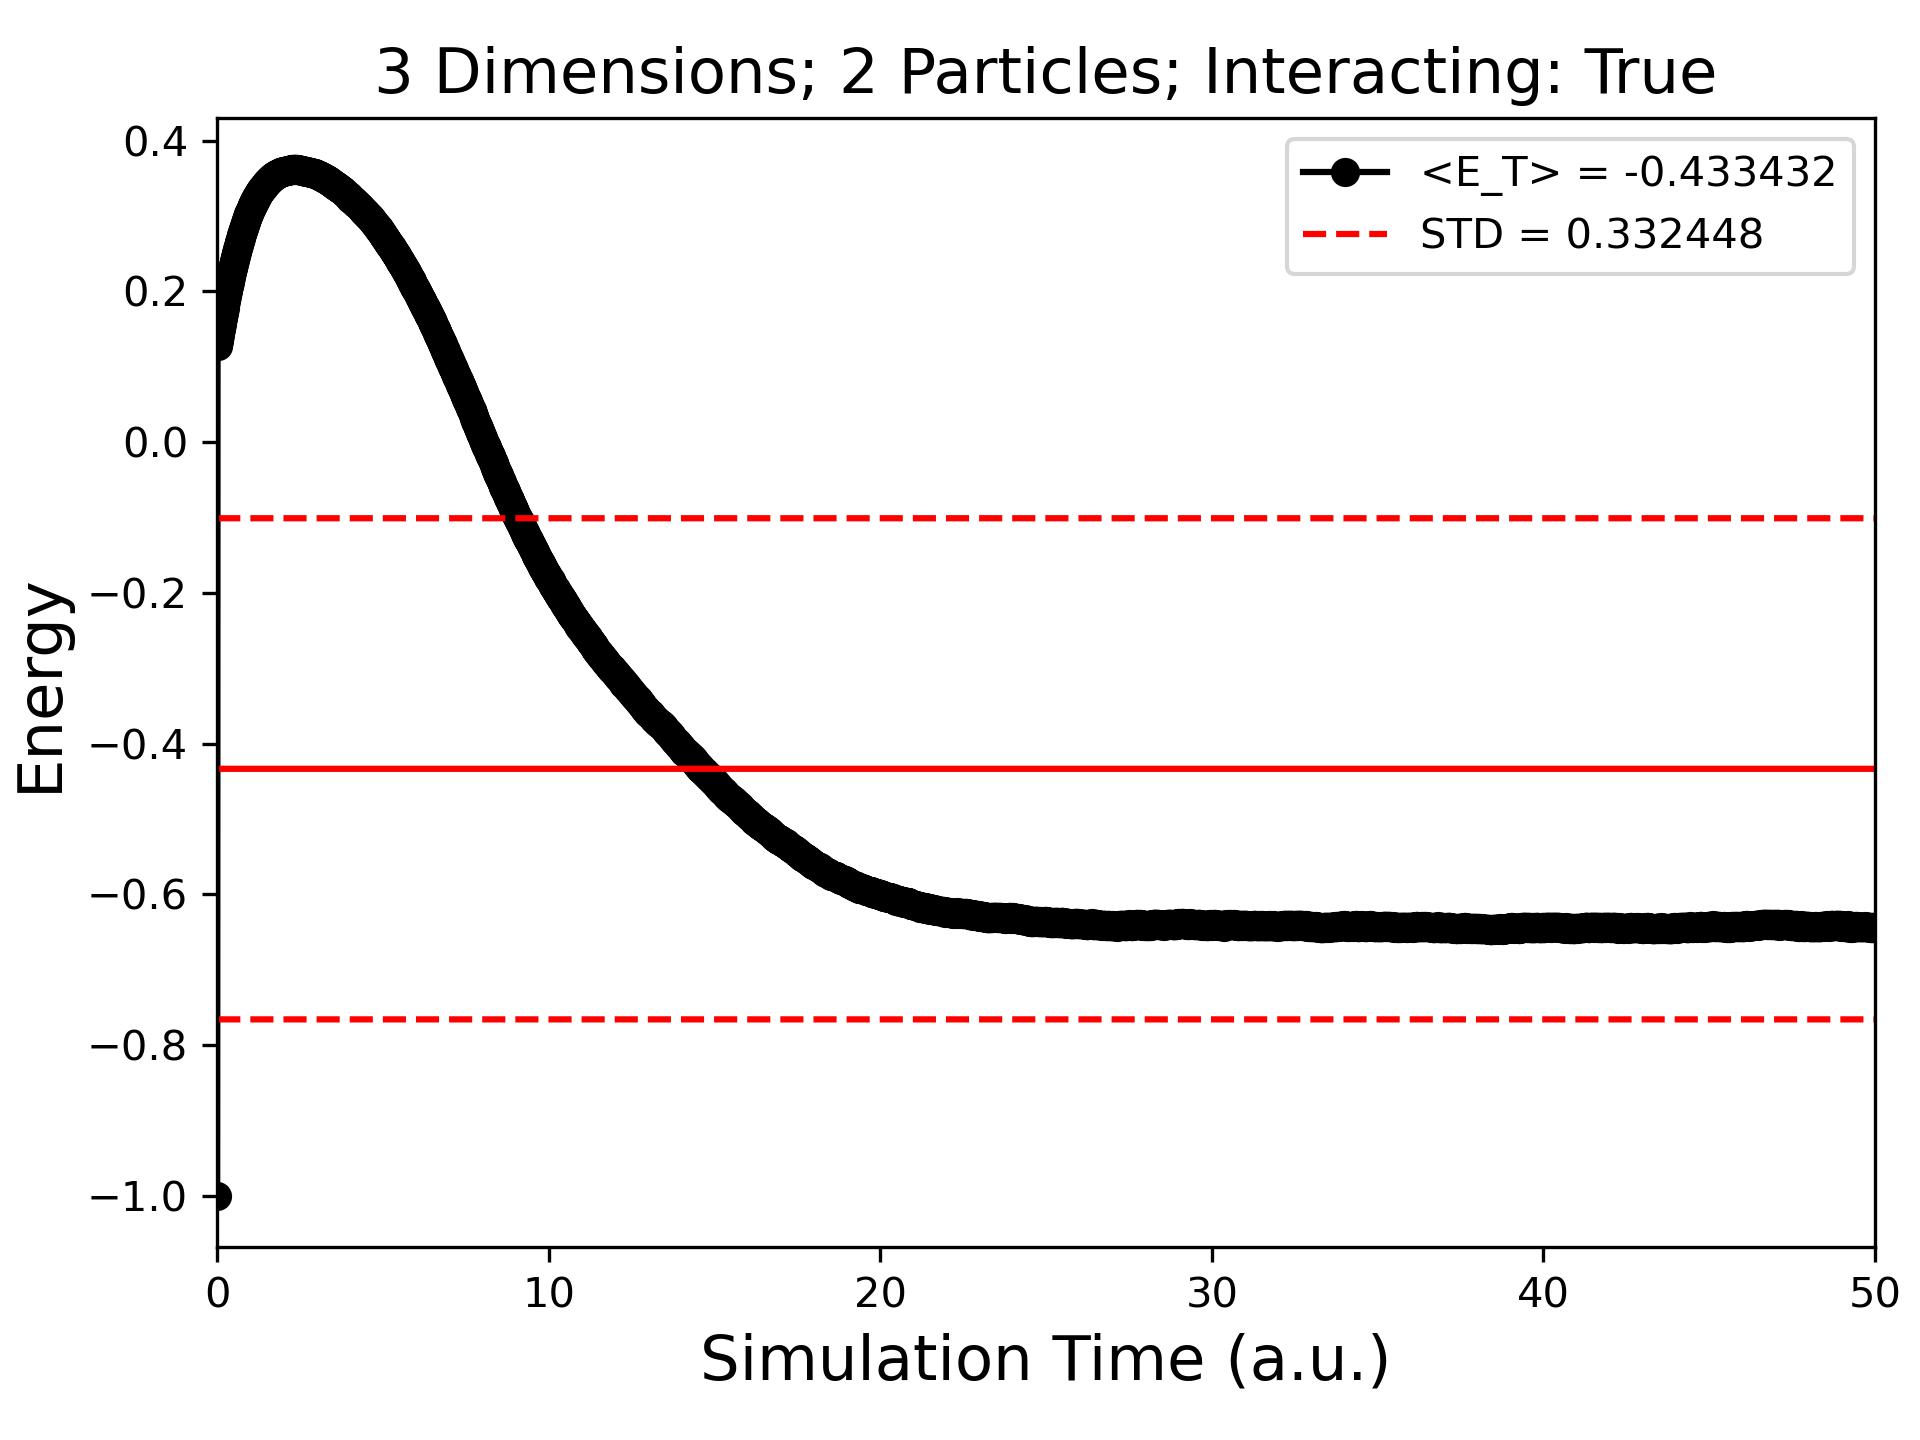 3 Dimensions; 2 Particles; Interacting: True
<E_T> = -0.433432
STD = 0.332448
Energy
0.4
0.2
0.0
−0.2
−0.4
−0.6
−0.8
−1.0
0 10 20 30 40 50
Simulation Time (a.u.)